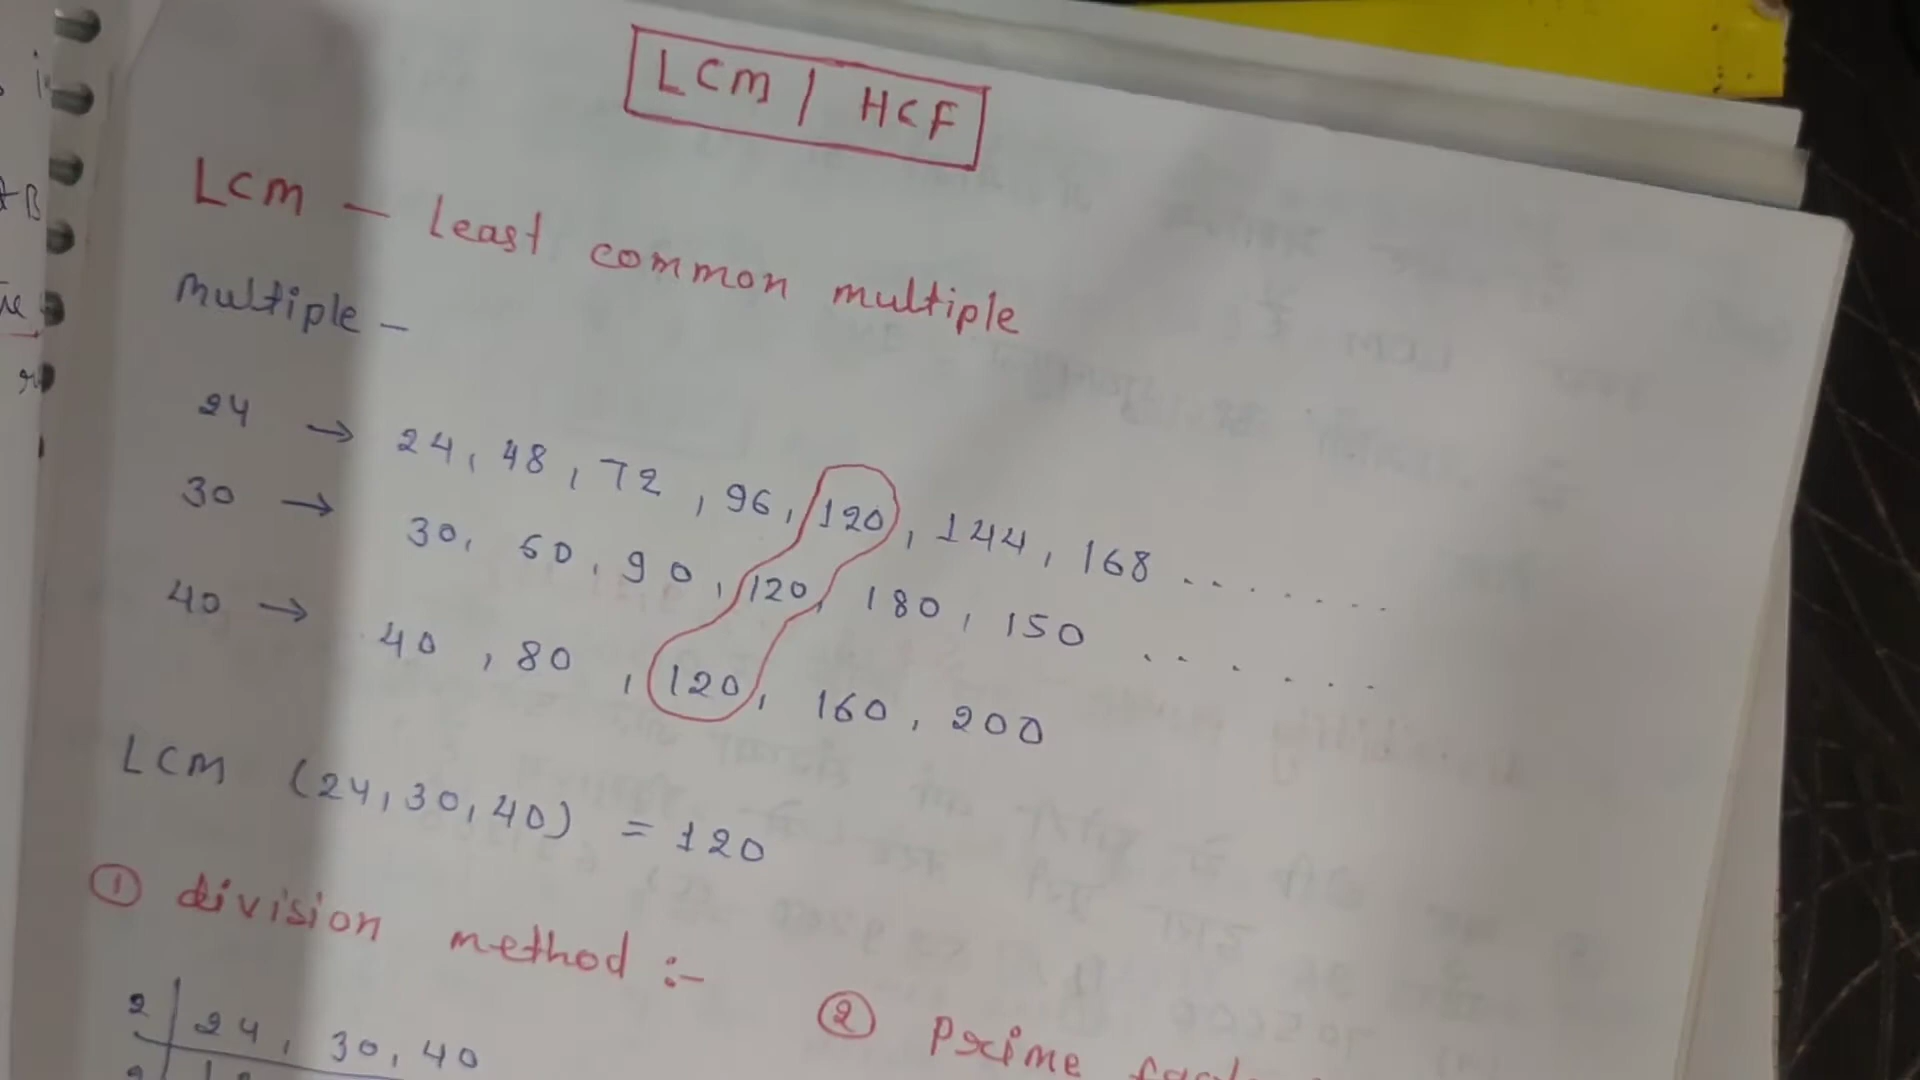 LCM / HCF
LCM - Least common multiple
Multiple -
24 → 24, 48, 72, 96, 120, 144, 168 .......
30 → 30, 60, 90, 120, 180, 150 ......
40 → 40, 80, 120, 160, 200
LCM (24, 30, 40) = 120
① division method :-
② Prime
2 | 24, 30, 40